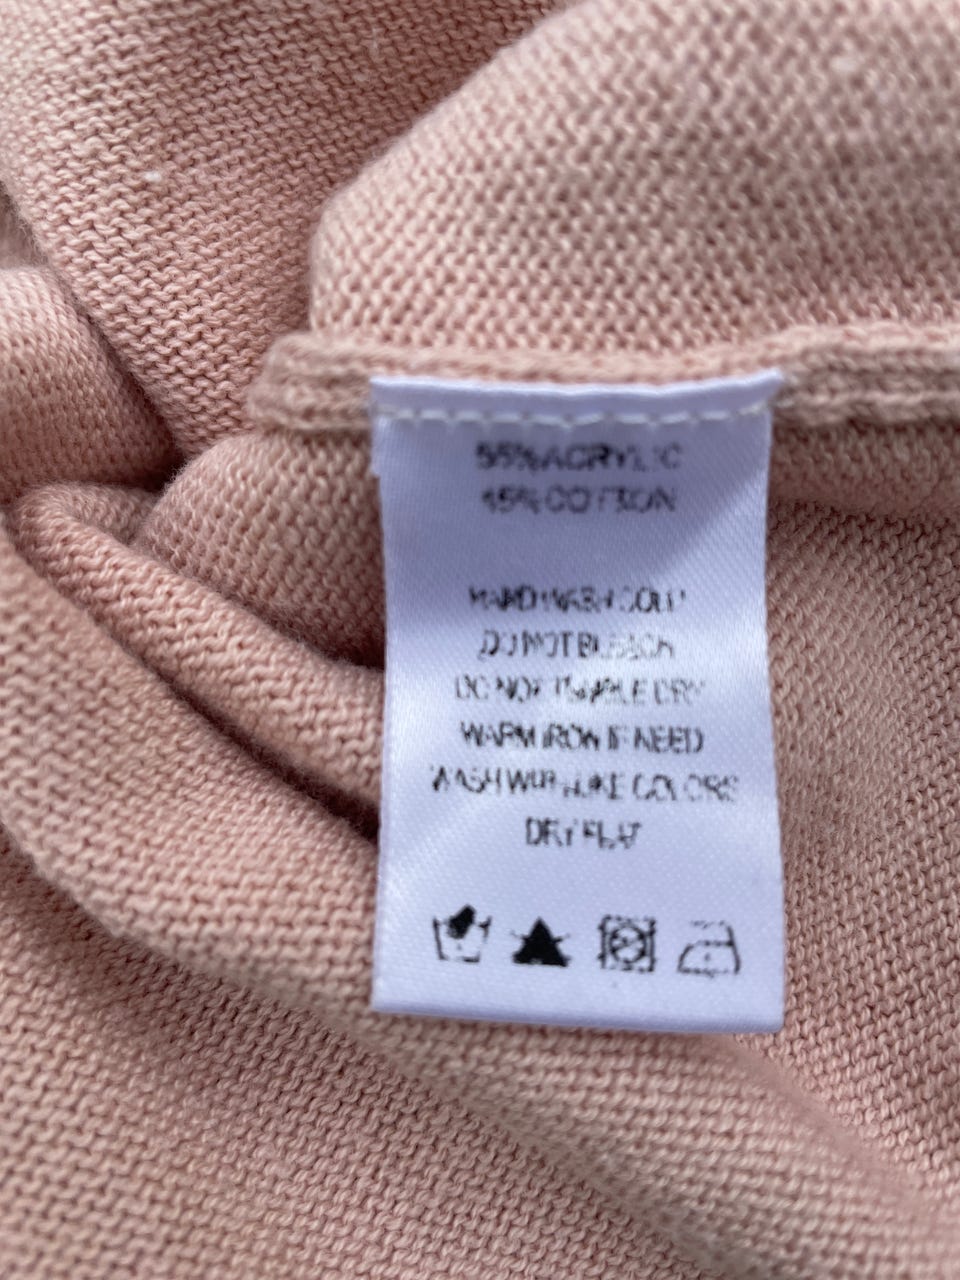 55%ACRYLIC
45%COTTON
HAND WASH COLD
DO NOT BLEACH
DO NOT TUMBLE DRY
WARM IRON IF NEED
WASH WITH LIKE COLORS
DRY FLAT